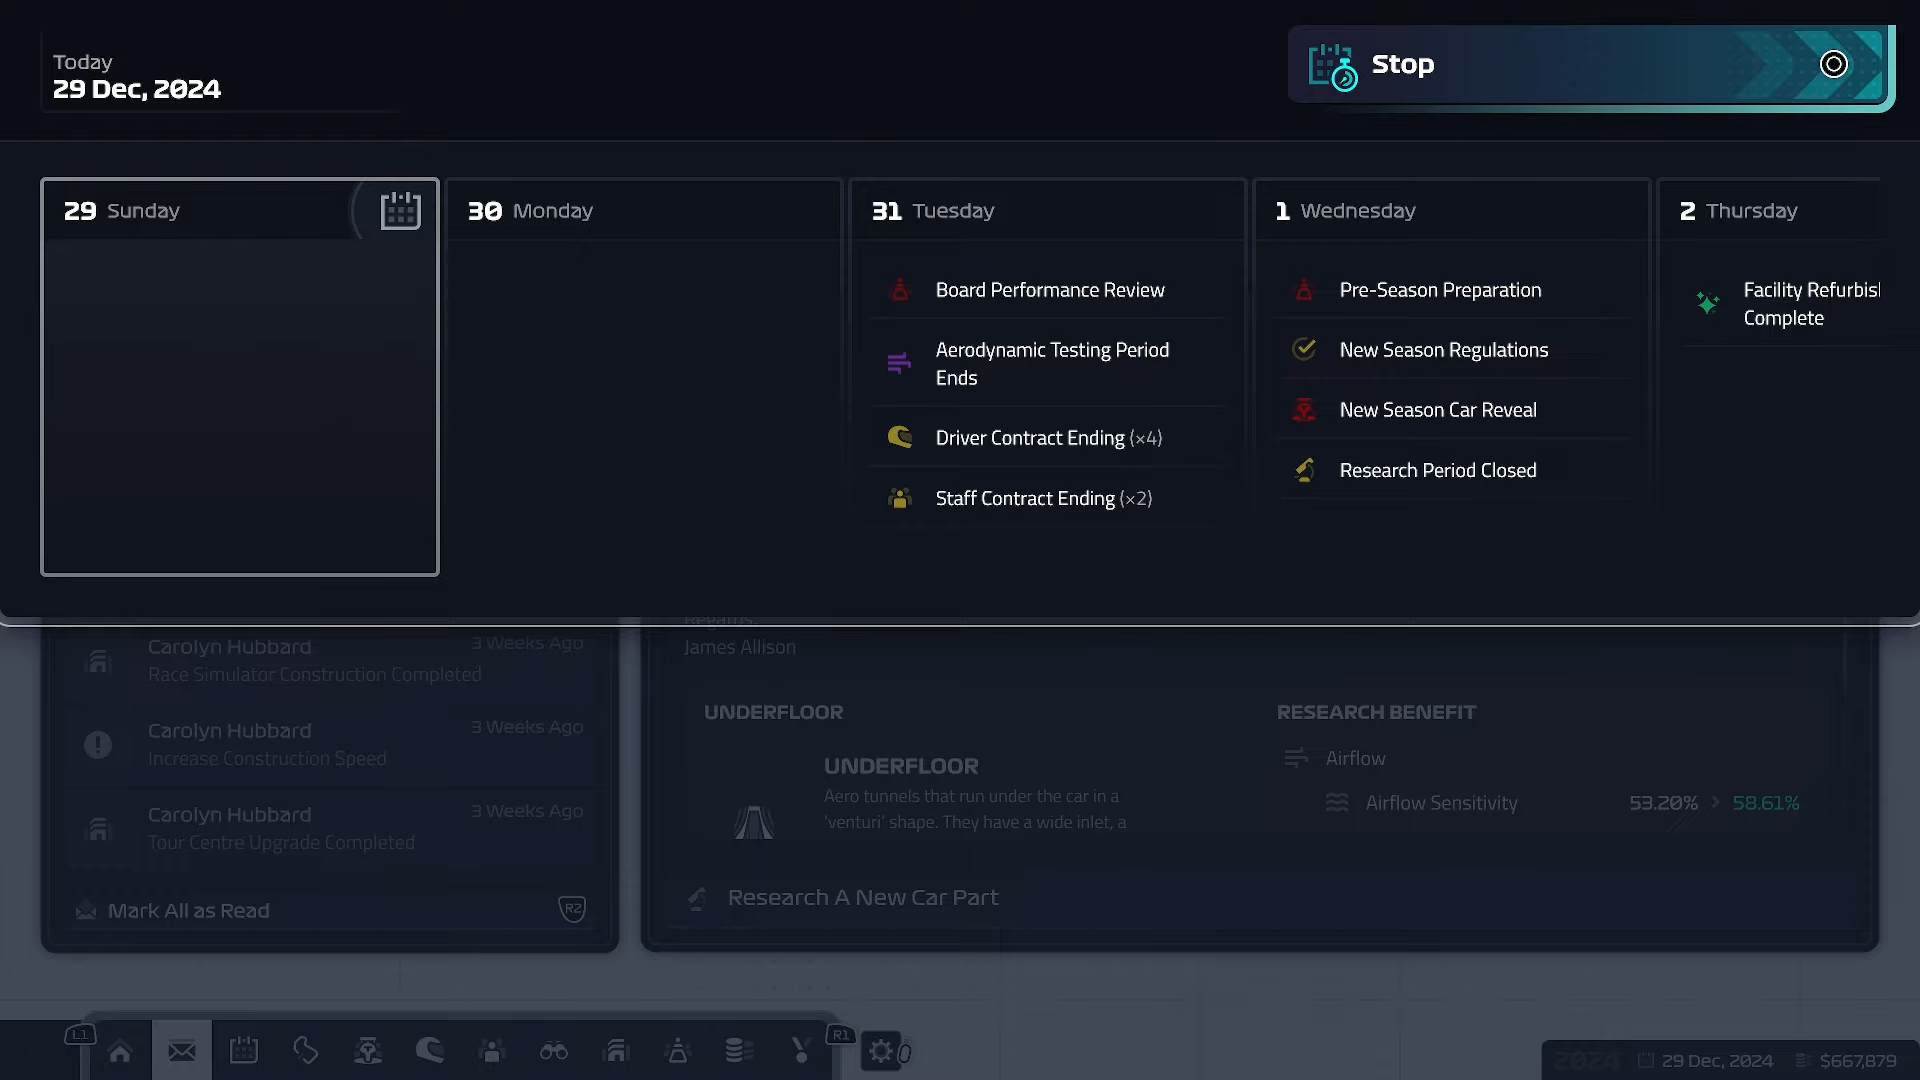 Today
29 Dec, 2024
Stop
29 Sunday
30 Monday
31 Tuesday
Board Performance Review
Aerodynamic Testing Period
Ends
Driver Contract Ending (×4)
Staff Contract Ending (×2)
1 Wednesday
Pre-Season Preparation
New Season Regulations
New Season Car Reveal
Research Period Closed
2 Thursday
Facility
Complete
Carolyn Hubbard 3 Weeks Ago
Race Simulator Construction Completed
Carolyn Hubbard 3 Weeks Ago
Increase Construction Speed
Carolyn Hubbard 3 Weeks Ago
Tour Centre Upgrade Completed
Mark All as Read R2
Regards,
James Allison
UNDERFLOOR
UNDERFLOOR
Aero tunnels that run under the car in a
'venturi' shape. They have a wide inlet, a
RESEARCH BENEFIT
Airflow
Airflow Sensitivity 53.20% > 58.61%
Research A New Car Part
L1
R1
2024 29 Dec, 2024 $667,879